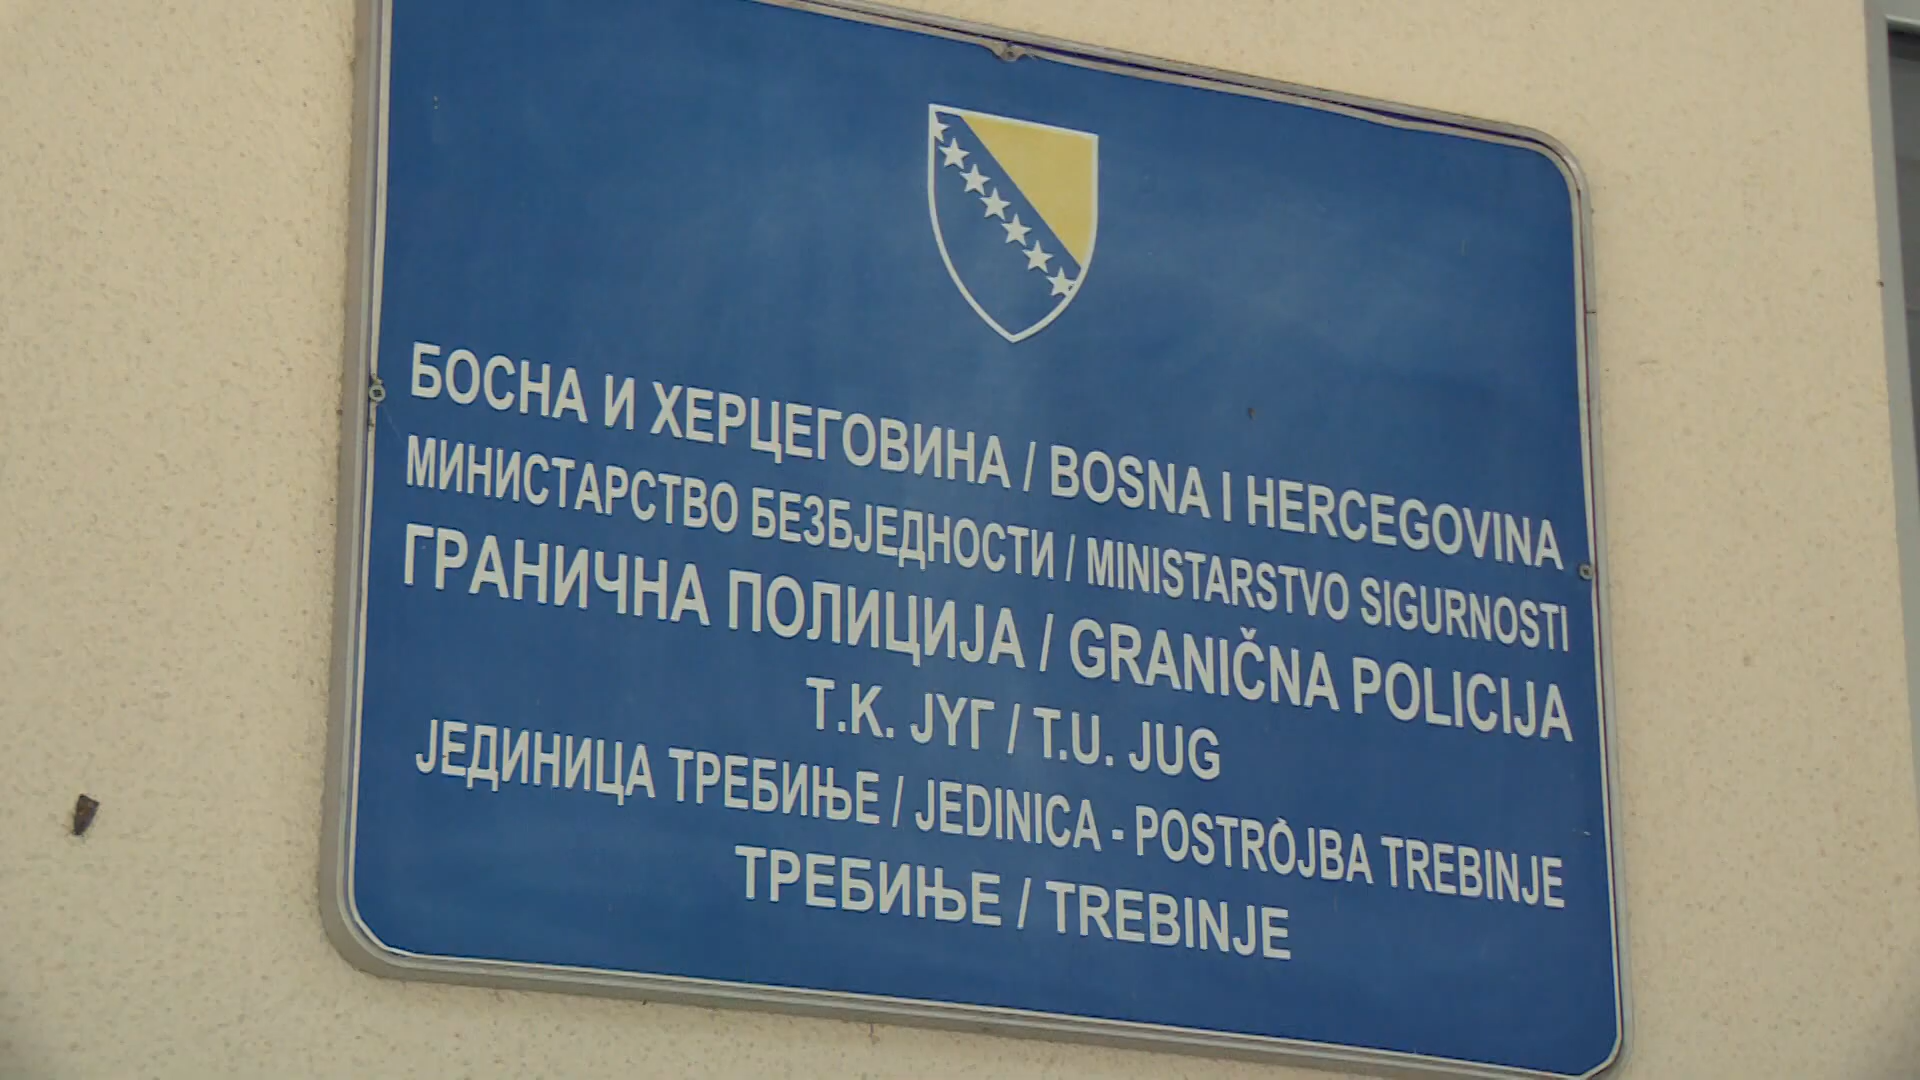 БОСНА И ХЕРЦЕГОВИНА / BOSNA I HERCEGOVINA
МИНИСТАРСТВО БЕЗБЈЕДНОСТИ / MINISTARSTVO SIGURNOSTI
ГРАНИЧНА ПОЛИЦИЈА / GRANIČNA POLICIJA
Т.К. ЈУГ / T.U. JUG
ЈЕДИНИЦА ТРЕБИЊЕ / JEDINICA - POSTROJBA TREBINJE
ТРЕБИЊЕ / TREBINJE